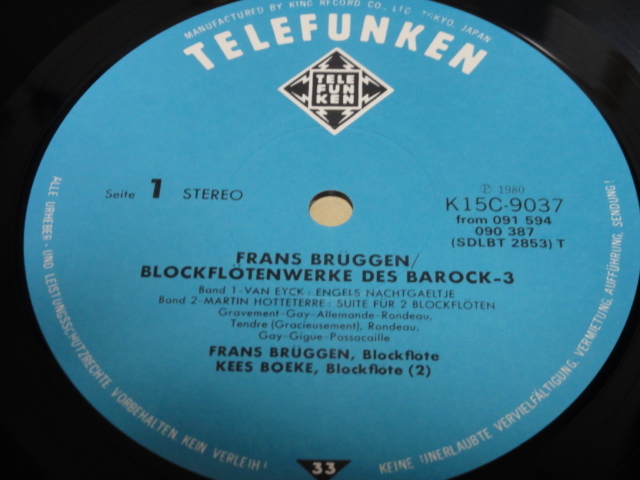 MANUFACTURED BY KING RECORD CO., LTD. TOKYO, JAPAN
TELEFUNKEN
TELE
FUN
KEN
Seite 1 STEREO
Ⓟ 1980
K15C-9037
from 091 594
090 387
(SDLBT 2853) T
FRANS BRÜGGEN/
BLOCKFLÖTENWERKE DES BAROCK-3
Band 1-VAN EYCK : ENGELS NACHTGAELTJE
Band 2-MARTIN HOTTETERRE : SUITE FÜR 2 BLOCKFLÖTEN
Gravement-Gay-Allemande-Rondeau,
Tendre (Gracieusement), Rondeau,
Gay-Gigue-Passacaille
FRANS BRÜGGEN, Blockflöte
KEES BOEKE, Blockflöte (2)
33
ALLE URHEBER- UND LEISTUNGSSCHUTZRECHTE VORBEHALTEN. KEIN VERLEIH!
KEINE UNERLAUBTE VERVIELFÄLTIGUNG, VERMIETUNG, AUFFÜHRUNG, SENDUNG!